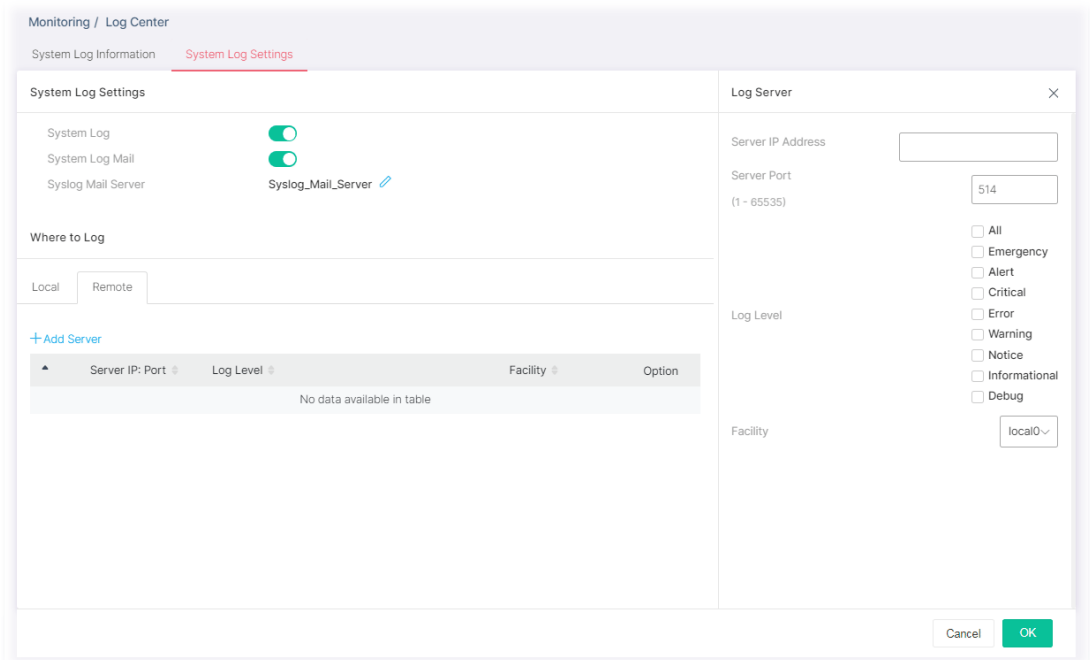 Monitoring / Log Center
System Log Information
System Log Settings
System Log Settings
System Log
System Log Mail
Syslog Mail Server
Syslog_Mail_Server
Where to Log
Local
Remote
+Add Server
Server IP: Port
Log Level
Facility
Option
No data available in table
Log Server
Server IP Address
Server Port
(1 - 65535)
514
Log Level
All
Emergency
Alert
Critical
Error
Warning
Notice
Informational
Debug
Facility
local0
Cancel
OK